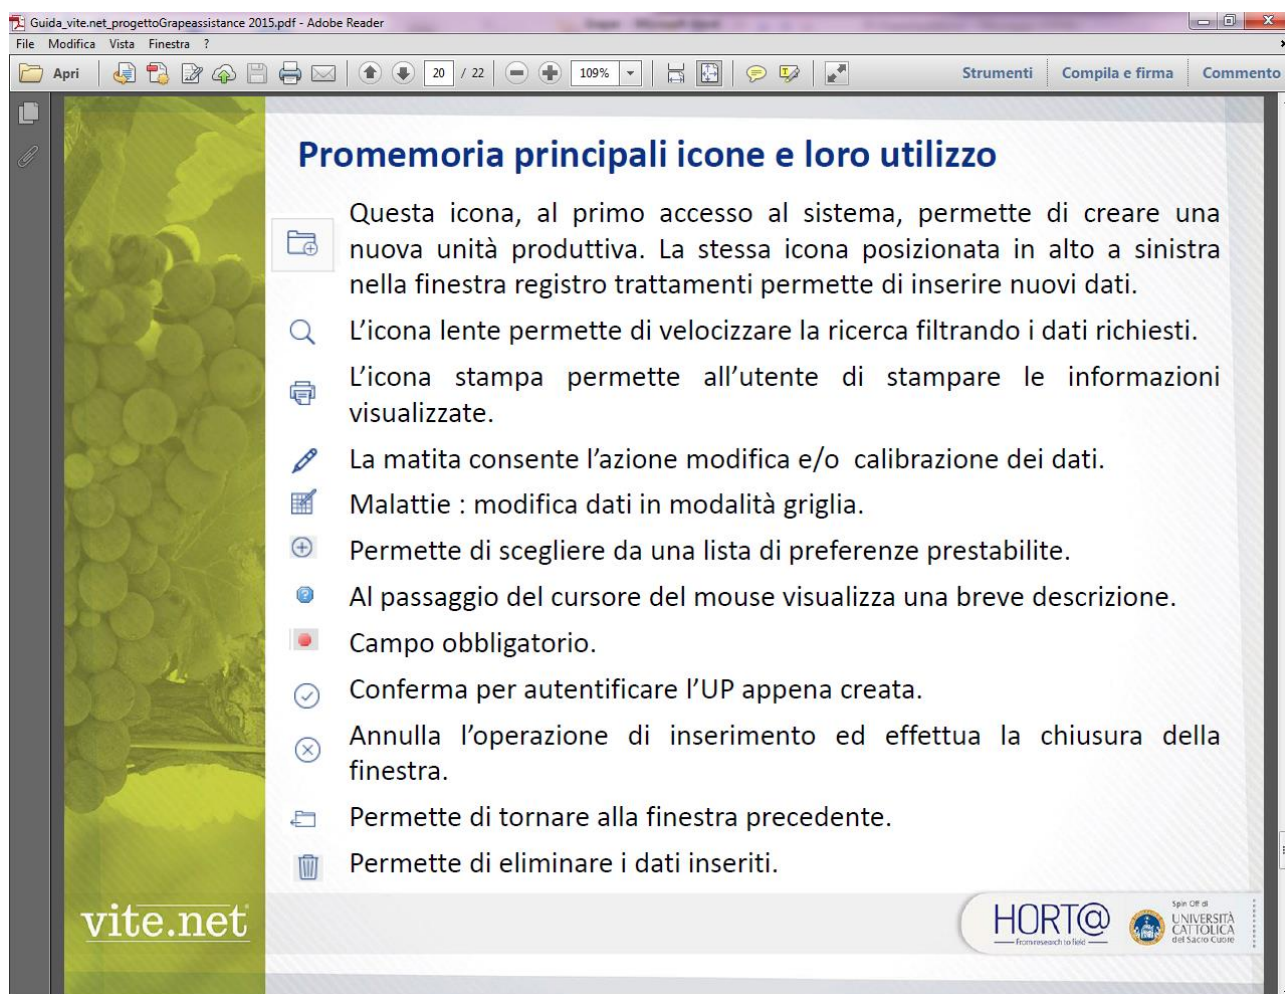 Guida_vite.net_progettoGrapeassistance 2015.pdf - Adobe Reader
File Modifica Vista Finestra ?
Apri 20 / 22 109% Strumenti Compila e firma Commento
Promemoria principali icone e loro utilizzo
Questa icona, al primo accesso al sistema, permette di creare una
nuova unità produttiva. La stessa icona posizionata in alto a sinistra
nella finestra registro trattamenti permette di inserire nuovi dati.
L’icona lente permette di velocizzare la ricerca filtrando i dati richiesti.
L’icona stampa permette all’utente di stampare le informazioni
visualizzate.
La matita consente l’azione modifica e/o calibrazione dei dati.
Malattie : modifica dati in modalità griglia.
Permette di scegliere da una lista di preferenze prestabilite.
Al passaggio del cursore del mouse visualizza una breve descrizione.
Campo obbligatorio.
Conferma per autentificare l’UP appena creata.
Annulla l’operazione di inserimento ed effettua la chiusura della
finestra.
Permette di tornare alla finestra precedente.
Permette di eliminare i dati inseriti.
vite.net
HORT@
From research to field
Spin Off di
UNIVERSITÀ
CATTOLICA
del Sacro Cuore